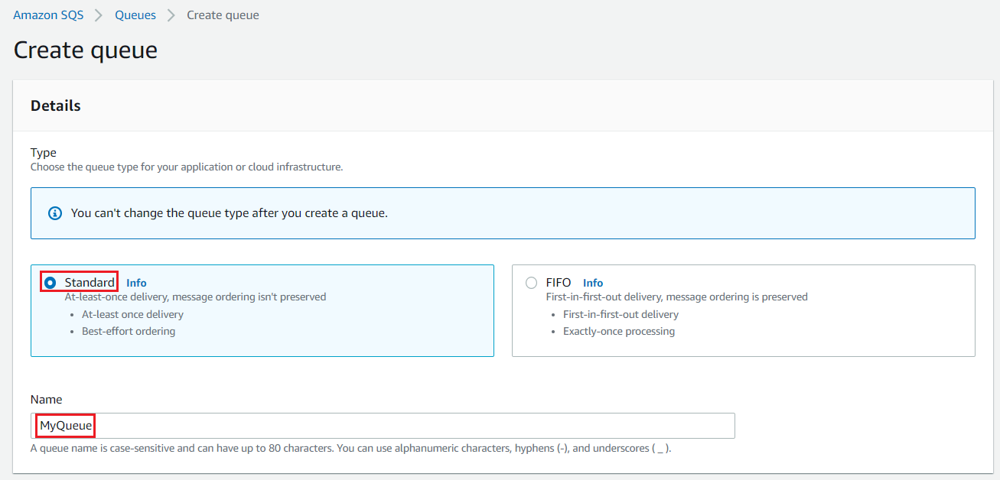 Amazon SQS > Queues > Create queue
Create queue
Details
Type
Choose the queue type for your application or cloud infrastructure.
You can't change the queue type after you create a queue.
Standard Info
At-least-once delivery, message ordering isn't preserved
• At-least once delivery
• Best-effort ordering
FIFO Info
First-in-first-out delivery, message ordering is preserved
• First-in-first-out delivery
• Exactly-once processing
Name
MyQueue
A queue name is case-sensitive and can have up to 80 characters. You can use alphanumeric characters, hyphens (-), and underscores ( _ ).